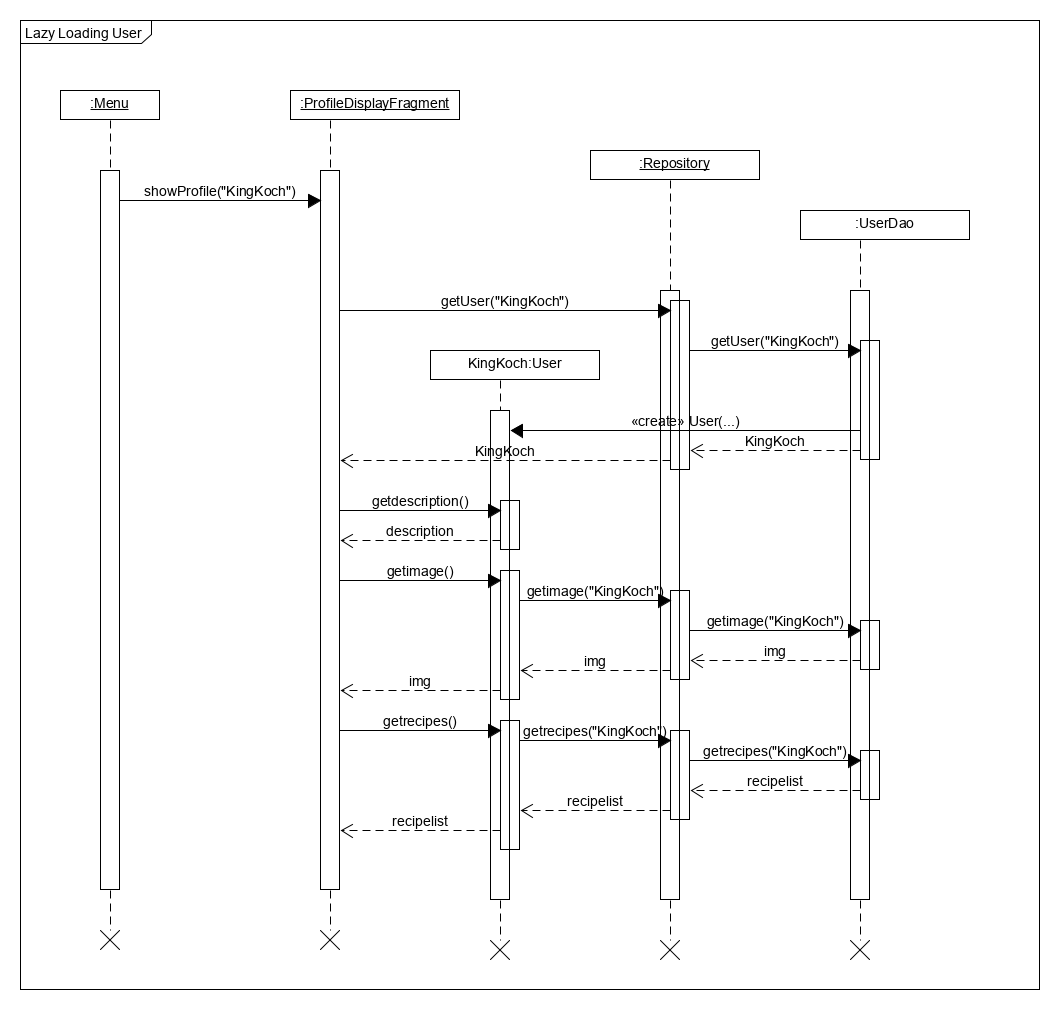 Lazy Loading User
:Menu
:ProfileDisplayFragment
:Repository
showProfile("KingKoch")
:UserDao
getUser("KingKoch")
getUser("KingKoch")
KingKoch:User
«create» User(...)
KingKoch
KingKoch
getdescription()
description
getimage()
getimage("KingKoch")
getimage("KingKoch")
img
img
img
getrecipes()
getrecipes("KingKoch")
getrecipes("KingKoch")
recipelist
recipelist
recipelist